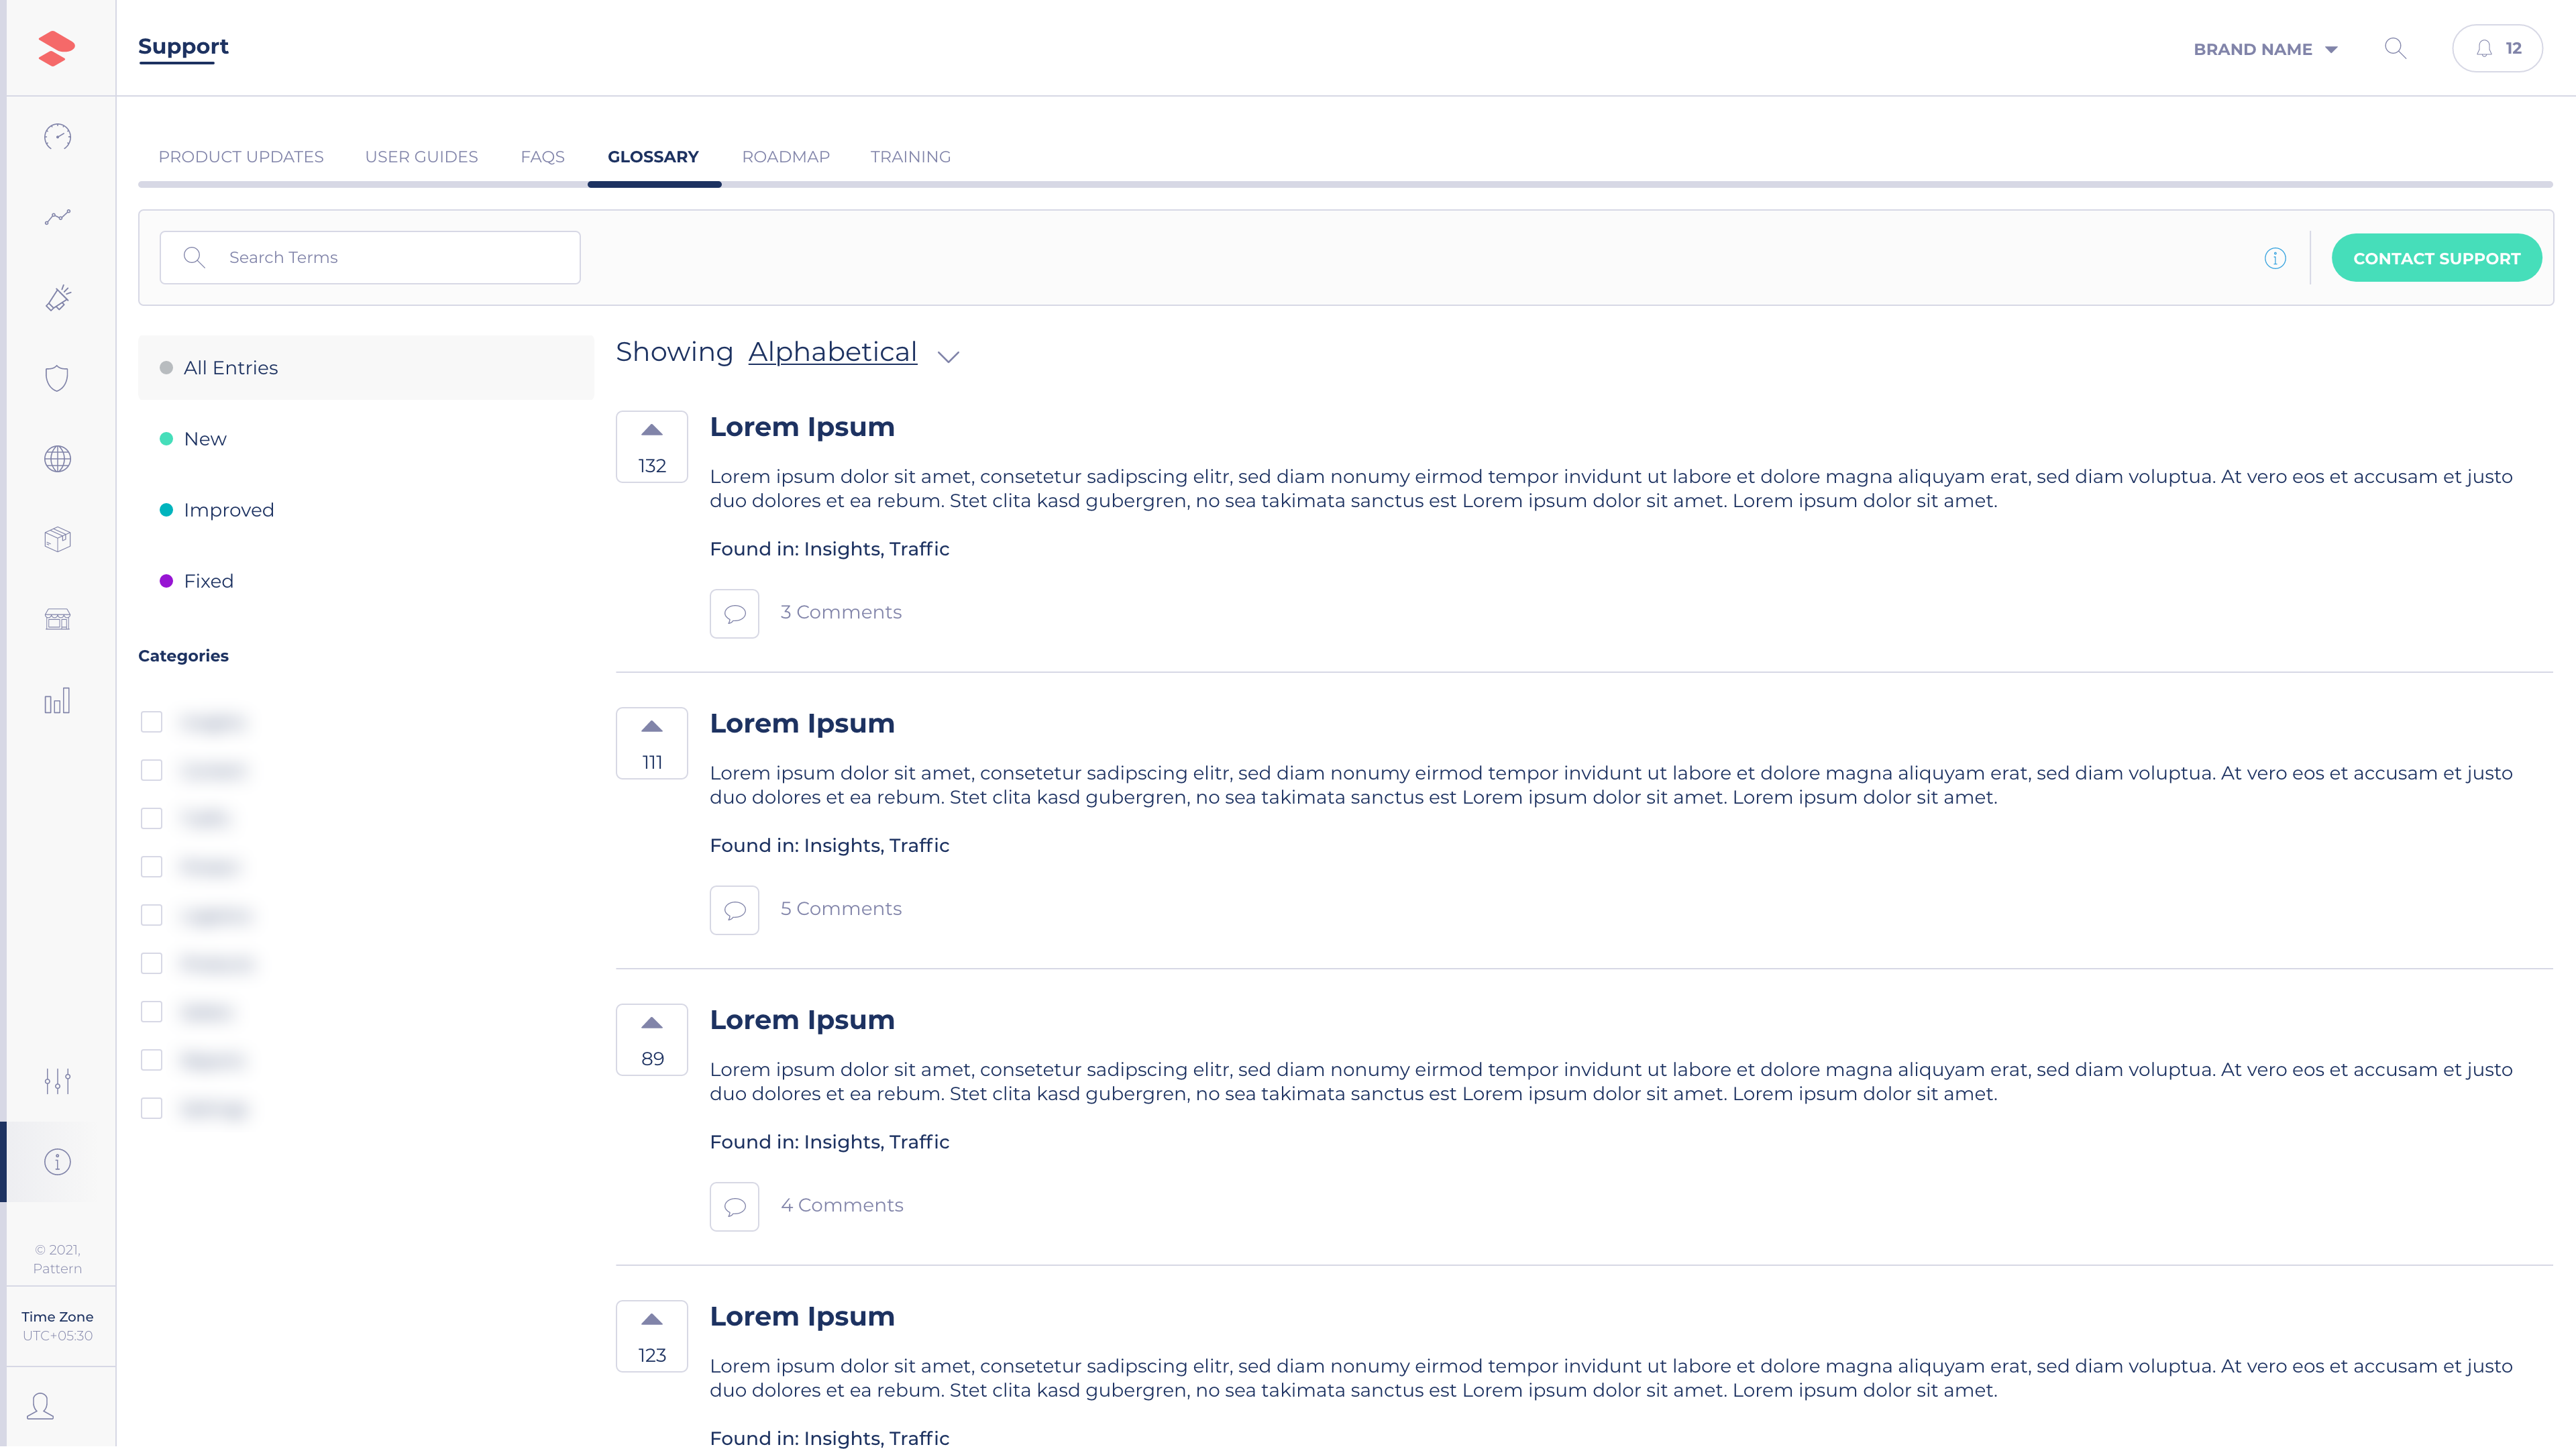 Support
BRAND NAME
12
PRODUCT UPDATES
USER GUIDES
FAQS
GLOSSARY
ROADMAP
TRAINING
Search Terms
CONTACT SUPPORT
All Entries
New
Improved
Fixed
Categories
Showing Alphabetical
132
Lorem Ipsum
Lorem ipsum dolor sit amet, consetetur sadipscing elitr, sed diam nonumy eirmod tempor invidunt ut labore et dolore magna aliquyam erat, sed diam voluptua. At vero eos et accusam et justo
duo dolores et ea rebum. Stet clita kasd gubergren, no sea takimata sanctus est Lorem ipsum dolor sit amet. Lorem ipsum dolor sit amet.
Found in: Insights, Traffic
3 Comments
111
Lorem Ipsum
Lorem ipsum dolor sit amet, consetetur sadipscing elitr, sed diam nonumy eirmod tempor invidunt ut labore et dolore magna aliquyam erat, sed diam voluptua. At vero eos et accusam et justo
duo dolores et ea rebum. Stet clita kasd gubergren, no sea takimata sanctus est Lorem ipsum dolor sit amet. Lorem ipsum dolor sit amet.
Found in: Insights, Traffic
5 Comments
89
Lorem Ipsum
Lorem ipsum dolor sit amet, consetetur sadipscing elitr, sed diam nonumy eirmod tempor invidunt ut labore et dolore magna aliquyam erat, sed diam voluptua. At vero eos et accusam et justo
duo dolores et ea rebum. Stet clita kasd gubergren, no sea takimata sanctus est Lorem ipsum dolor sit amet. Lorem ipsum dolor sit amet.
Found in: Insights, Traffic
4 Comments
123
Lorem Ipsum
Lorem ipsum dolor sit amet, consetetur sadipscing elitr, sed diam nonumy eirmod tempor invidunt ut labore et dolore magna aliquyam erat, sed diam voluptua. At vero eos et accusam et justo
duo dolores et ea rebum. Stet clita kasd gubergren, no sea takimata sanctus est Lorem ipsum dolor sit amet. Lorem ipsum dolor sit amet.
Found in: Insights, Traffic
© 2021,
Pattern
Time Zone
UTC+05:30